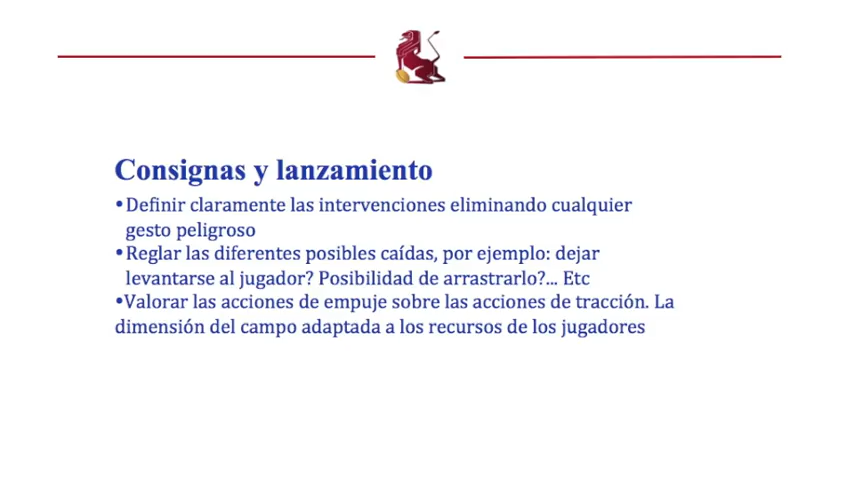 Consignas y lanzamiento
•Definir claramente las intervenciones eliminando cualquier
gesto peligroso
•Reglar las diferentes posibles caídas, por ejemplo: dejar
levantarse al jugador? Posibilidad de arrastrarlo?... Etc
•Valorar las acciones de empuje sobre las acciones de tracción. La
dimensión del campo adaptada a los recursos de los jugadores